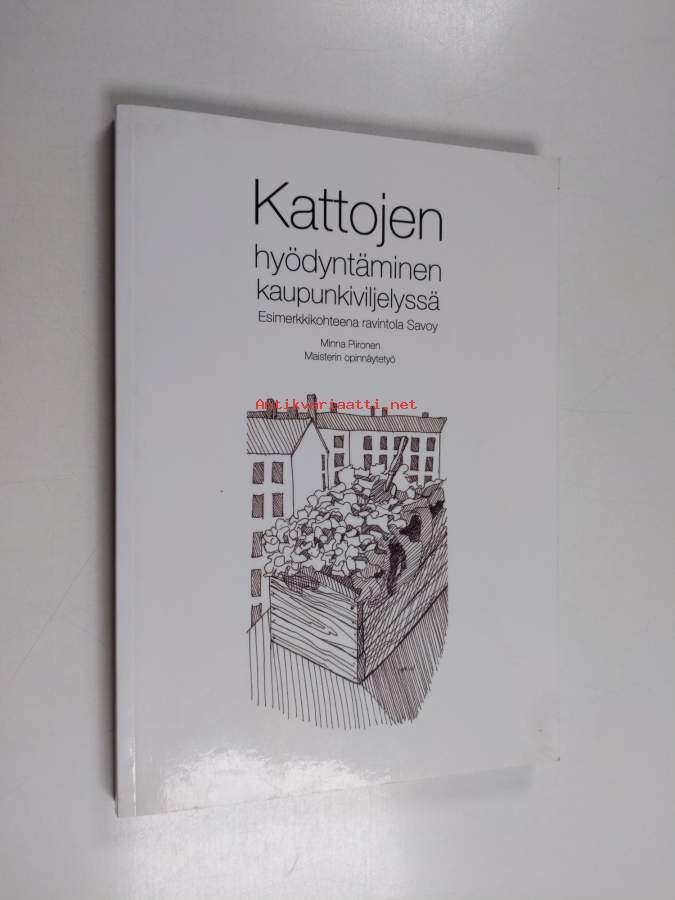 Kattojen
hyödyntäminen
kaupunkiviljelyssä
Esimerkkikohteena ravintola Savoy
Minna Piironen
Maisterin opinnäytetyö
Antikvariaatti.net